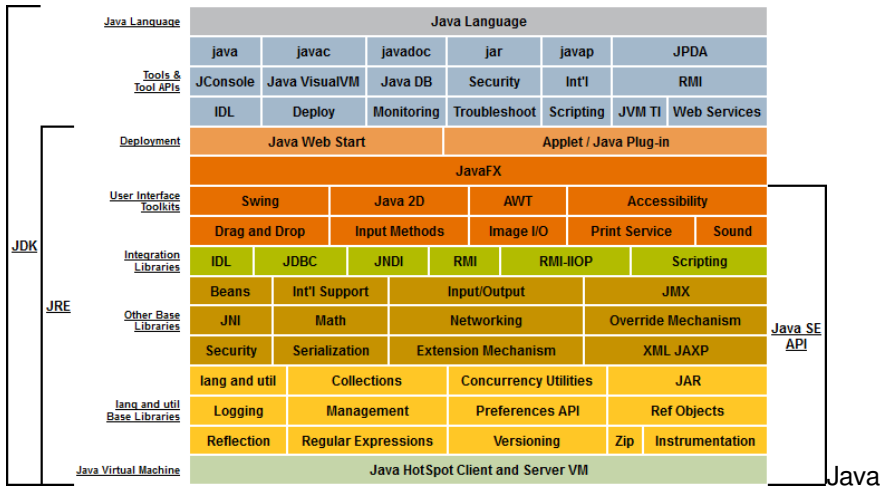 Java Language Java Language
java javac javadoc jar javap JPDA
Tools & Tool APIs JConsole Java VisualVM Java DB Security Int'l RMI
IDL Deploy Monitoring Troubleshoot Scripting JVM TI Web Services
Deployment Java Web Start Applet / Java Plug-in
JavaFX
User Interface Toolkits Swing Java 2D AWT Accessibility
Drag and Drop Input Methods Image I/O Print Service Sound
Integration Libraries IDL JDBC JNDI RMI RMI-IIOP Scripting
JDK
Beans Int'l Support Input/Output JMX
JRE
Other Base Libraries JNI Math Networking Override Mechanism
Java SE API
Security Serialization Extension Mechanism XML JAXP
lang and util Collections Concurrency Utilities JAR
lang and util Base Libraries Logging Management Preferences API Ref Objects
Reflection Regular Expressions Versioning Zip Instrumentation
Java Virtual Machine Java HotSpot Client and Server VM
Java